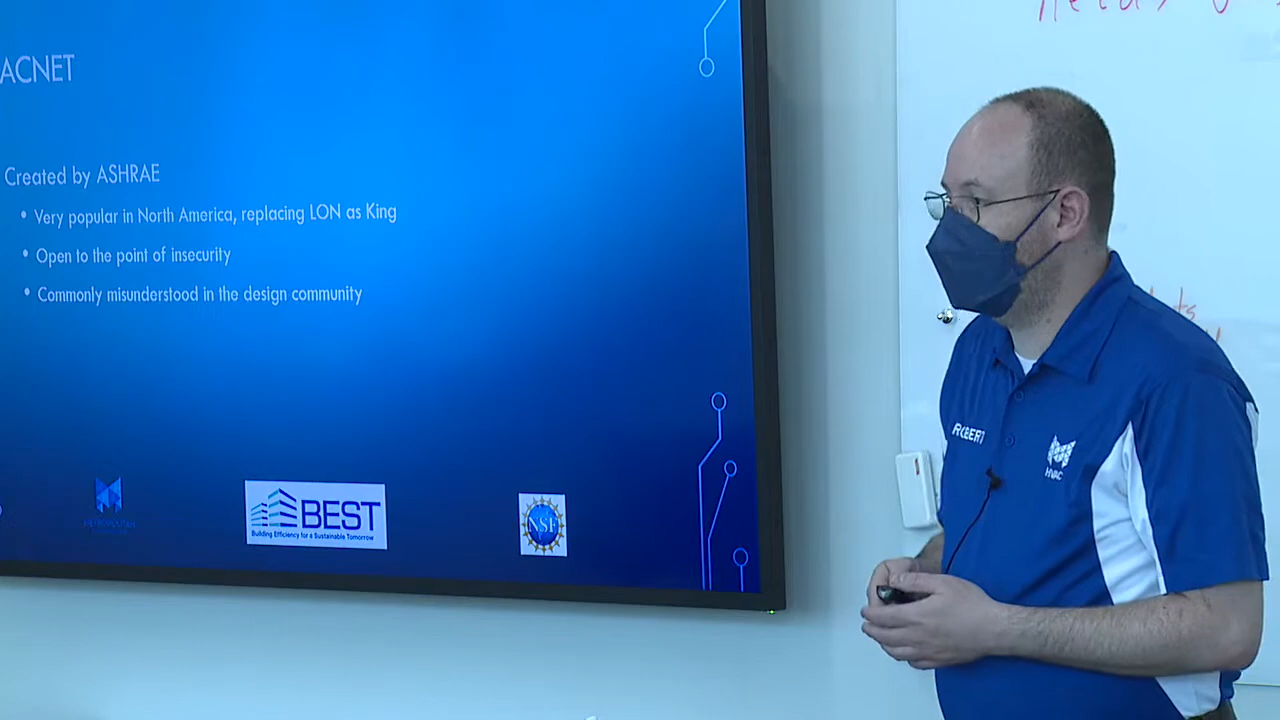 ACNET
Created by ASHRAE
• Very popular in North America, replacing LON as King
• Open to the point of insecurity
• Commonly misunderstood in the design community
METROPOLITAN
BEST
Building Efficiency for a Sustainable Tomorrow
NSF
ROBERT
HVAC